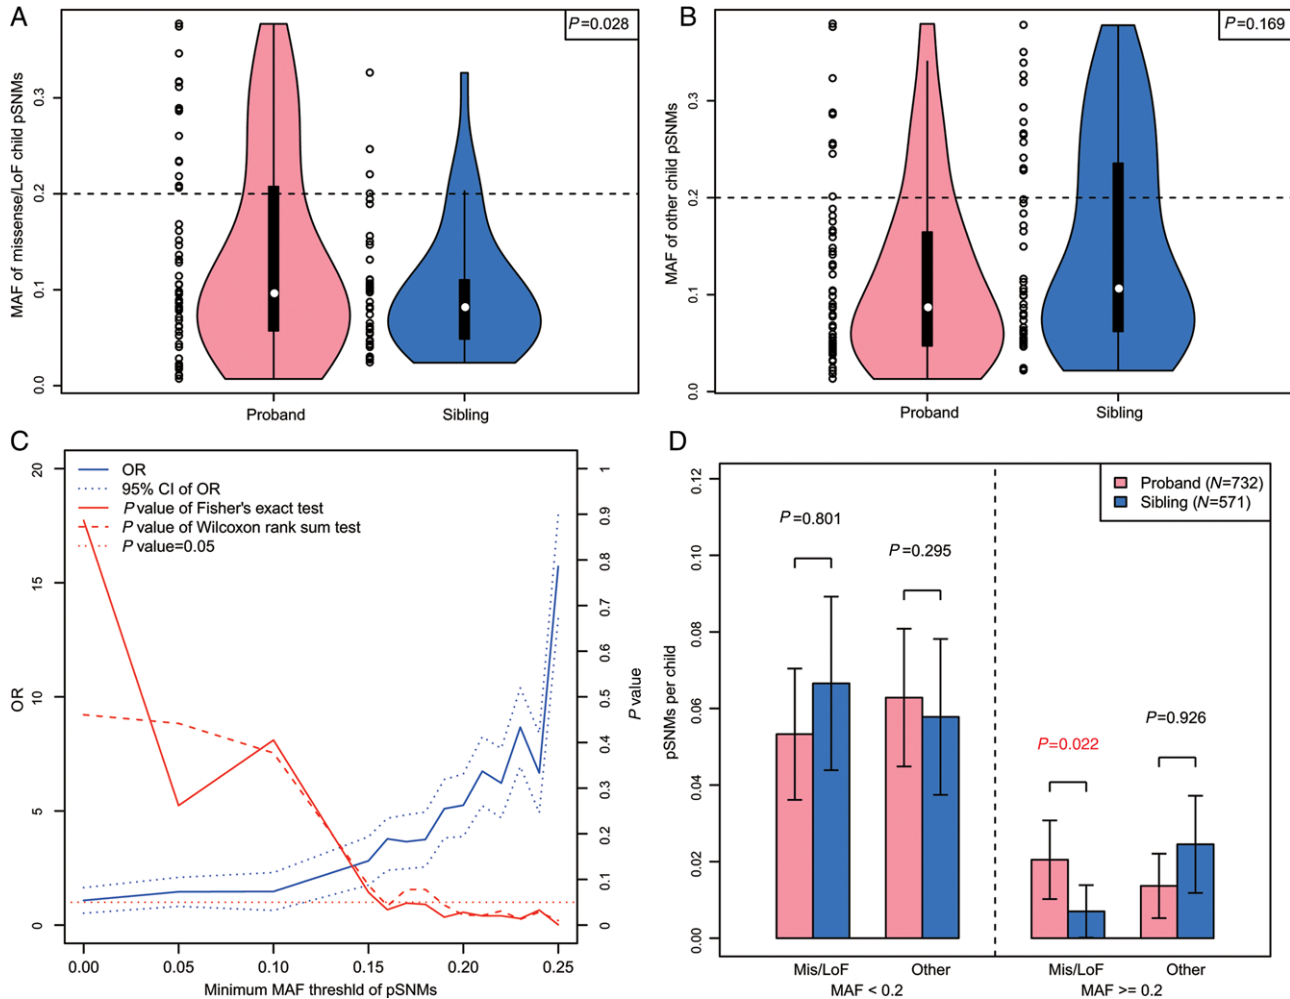 A
P=0.028
MAF of missense/LoF child pSNMs
0.0
0.1
0.2
0.3
Proband
Sibling
B
P=0.169
MAF of other child pSNMs
0.0
0.1
0.2
0.3
Proband
Sibling
C
OR
95% CI of OR
P value of Fisher's exact test
P value of Wilcoxon rank sum test
P value=0.05
OR
0
5
10
15
20
P value
0
0.05
0.1
0.2
0.3
0.4
0.5
0.6
0.7
0.8
0.9
1
0.00
0.05
0.10
0.15
0.20
0.25
Minimum MAF threshld of pSNMs
D
Proband (N=732)
Sibling (N=571)
pSNMs per child
0.00
0.02
0.04
0.06
0.08
0.10
0.12
P=0.801
P=0.295
P=0.022
P=0.926
Mis/LoF
Other
Mis/LoF
Other
MAF < 0.2
MAF >= 0.2